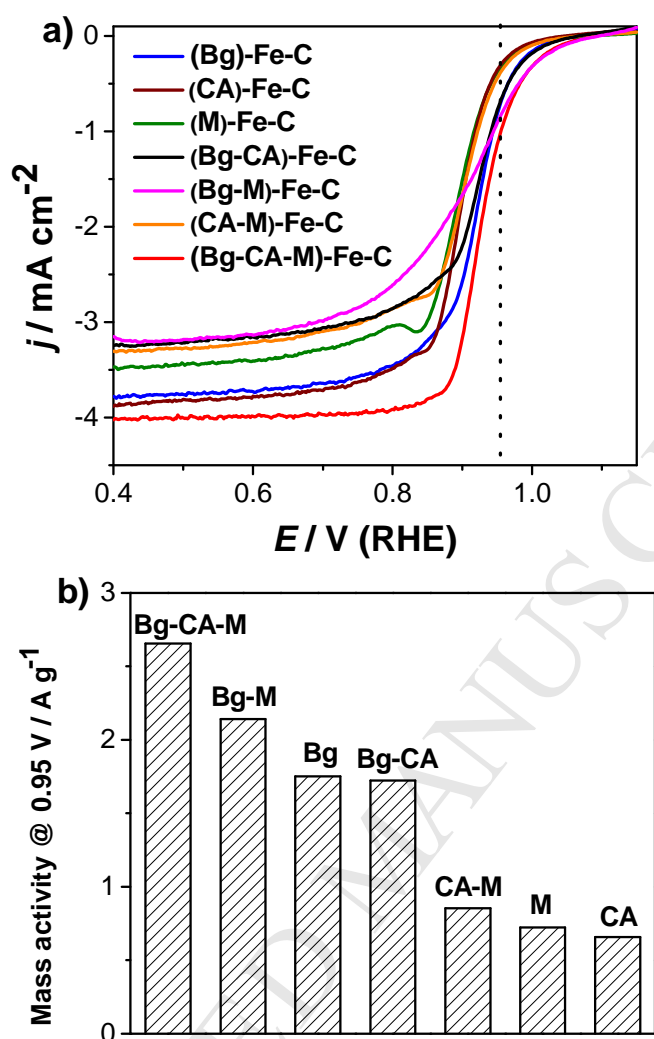 a)
0
-1
-2
-3
-4
j / mA cm-2
(Bg)-Fe-C
(CA)-Fe-C
(M)-Fe-C
(Bg-CA)-Fe-C
(Bg-M)-Fe-C
(CA-M)-Fe-C
(Bg-CA-M)-Fe-C
0.4
0.6
0.8
1.0
E / V (RHE)
b)
3
2
1
0
Mass activity @ 0.95 V / A g-1
Bg-CA-M
Bg-M
Bg
Bg-CA
CA-M
M
CA
ED MANUSC